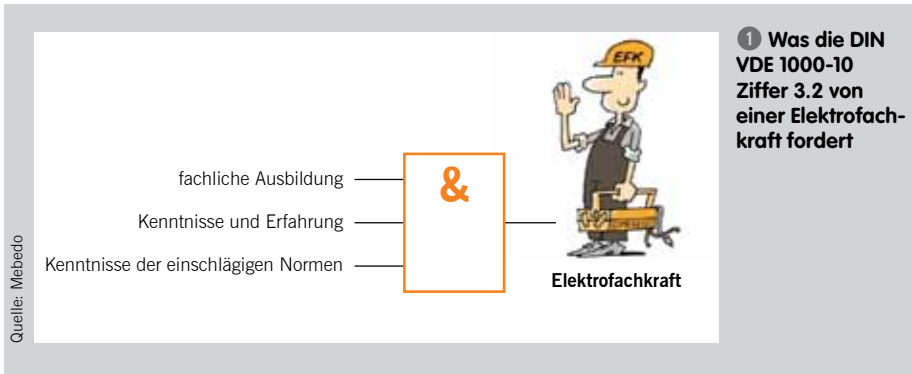 ❶ Was die DIN
VDE 1000-10
Ziffer 3.2 von
einer Elektrofach-
kraft fordert
EFK
fachliche Ausbildung
&
Kenntnisse und Erfahrung
Kenntnisse der einschlägigen Normen
Elektrofachkraft
Quelle: Mebedo